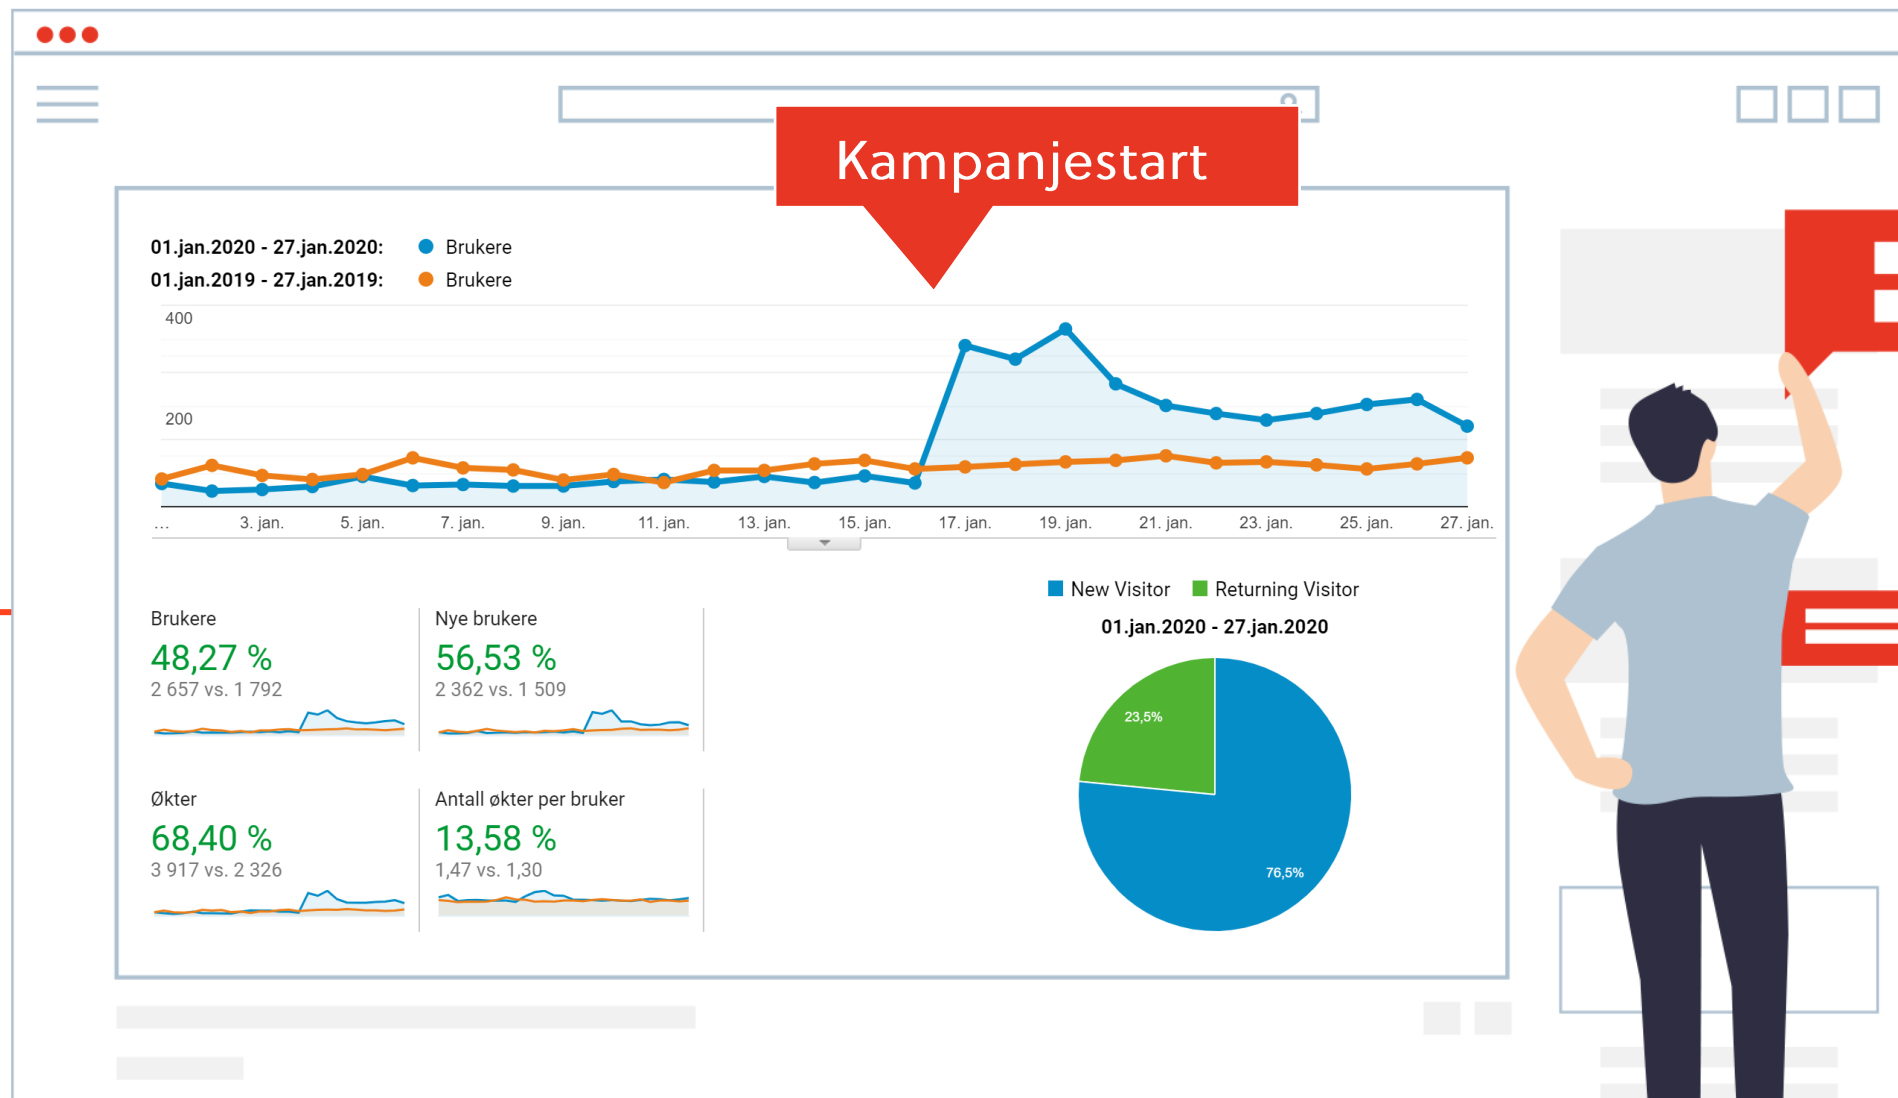 Kampanjestart
01.jan.2020 - 27.jan.2020: Brukere
01.jan.2019 - 27.jan.2019: Brukere
400
200
... 3. jan. 5. jan. 7. jan. 9. jan. 11. jan. 13. jan. 15. jan. 17. jan. 19. jan. 21. jan. 23. jan. 25. jan. 27. jan.
New Visitor Returning Visitor
01.jan.2020 - 27.jan.2020
23,5%
76,5%
Brukere
48,27 %
2 657 vs. 1 792
Nye brukere
56,53 %
2 362 vs. 1 509
Økter
68,40 %
3 917 vs. 2 326
Antall økter per bruker
13,58 %
1,47 vs. 1,30